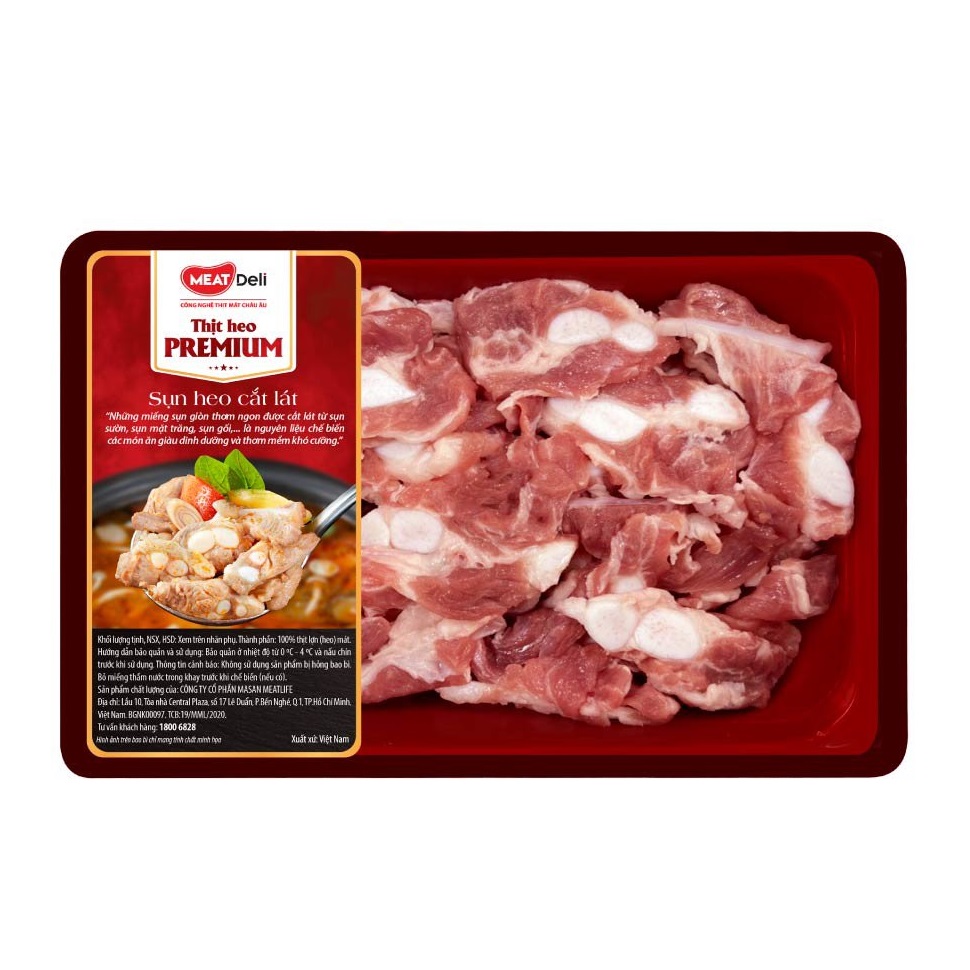 MEAT Deli
CÔNG NGHỆ THỊT MÁT CHÂU ÂU
Thịt heo
PREMIUM
Sụn heo cắt lát
"Những miếng sụn giòn thơm ngon được cắt lát từ sụn
sườn, sụn mặt trăng, sụn gối,... là nguyên liệu chế biến
các món ăn giàu dinh dưỡng và thơm mềm khó cưỡng."
Khối lượng tịnh, NSX, HSD: Xem trên nhãn phụ. Thành phần: 100% thịt lợn (heo) mát.
Hướng dẫn bảo quản và sử dụng: Bảo quản ở nhiệt độ từ 0 ºC - 4 ºC và nấu chín
trước khi sử dụng. Thông tin cảnh báo: Không sử dụng sản phẩm bị hỏng bao bì.
Bỏ miếng thấm nước trong khay trước khi chế biến (nếu có).
Sản phẩm chất lượng của: CÔNG TY CỔ PHẦN MASAN MEATLIFE
Địa chỉ: Lầu 10, Tòa nhà Central Plaza, số 17 Lê Duẩn, P.Bến Nghé, Q.1, TP.Hồ Chí Minh,
Việt Nam. BGNK00097, TCB:19/MML/2020.
Tư vấn khách hàng: 1800 6828
Hình ảnh trên bao bì chỉ mang tính chất minh họa
Xuất xứ: Việt Nam